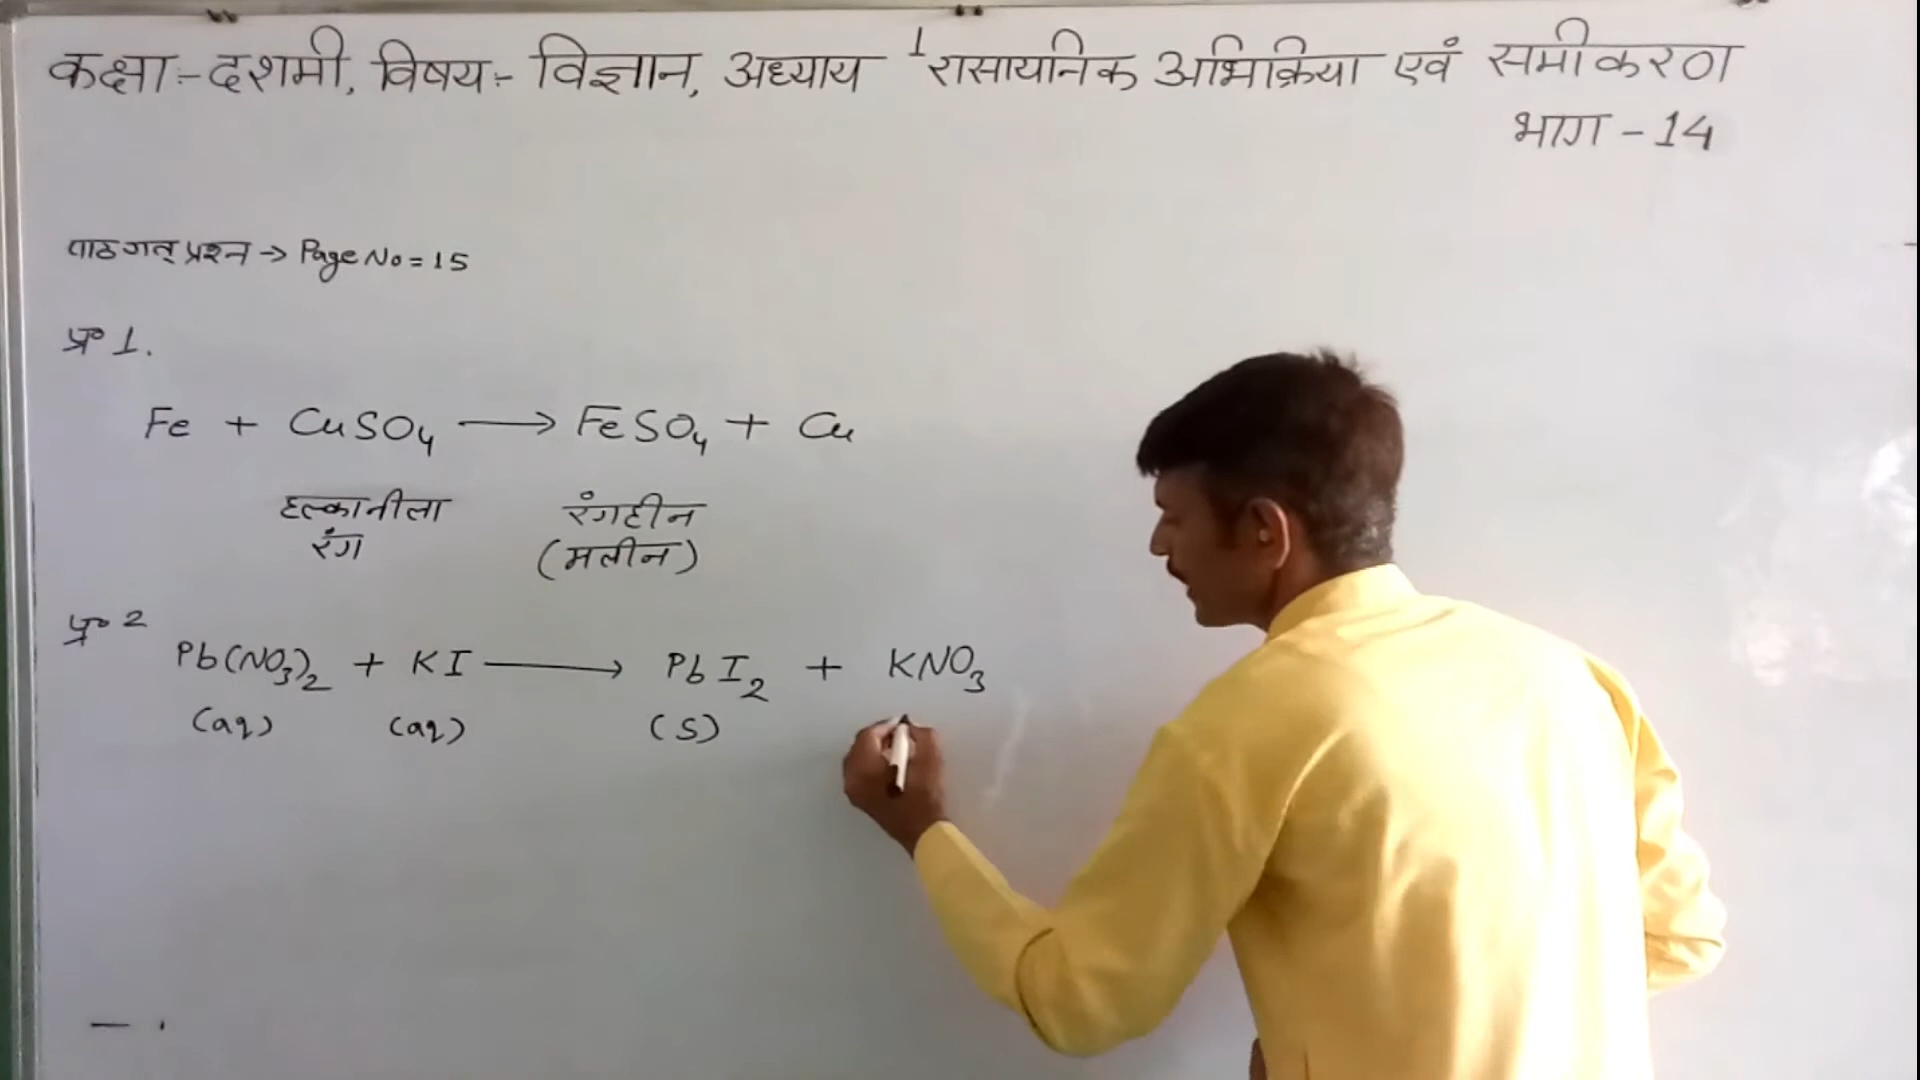 कक्षा:- दशमी, विषय:- विज्ञान, अध्याय 1 रासायनिक अभिक्रिया एवं समीकरण
भाग - 14
पाठगत् प्रश्न → Page No = 15
प्र० 1.
Fe + CuSO₄ ⟶ FeSO₄ + Cu
हल्का नीला रंगहीन
रंग (मलीन)
प्र० 2
Pb(NO₃)₂ + KI ⟶ PbI₂ + KNO₃
(aq) (aq) (s)